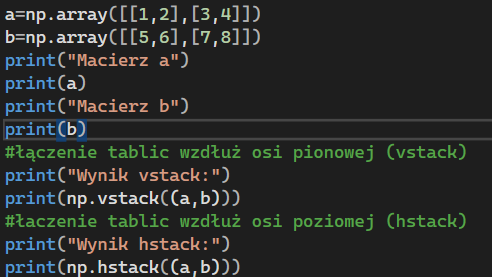 a=np.array([[1,2],[3,4]])
b=np.array([[5,6],[7,8]])
print("Macierz a")
print(a)
print("Macierz b")
print(b)
#łączenie tablic wzdłuż osi pionowej (vstack)
print("Wynik vstack:")
print(np.vstack((a,b)))
#łaczenie tablic wzdłuż osi poziomej (hstack)
print("Wynik hstack:")
print(np.hstack((a,b)))